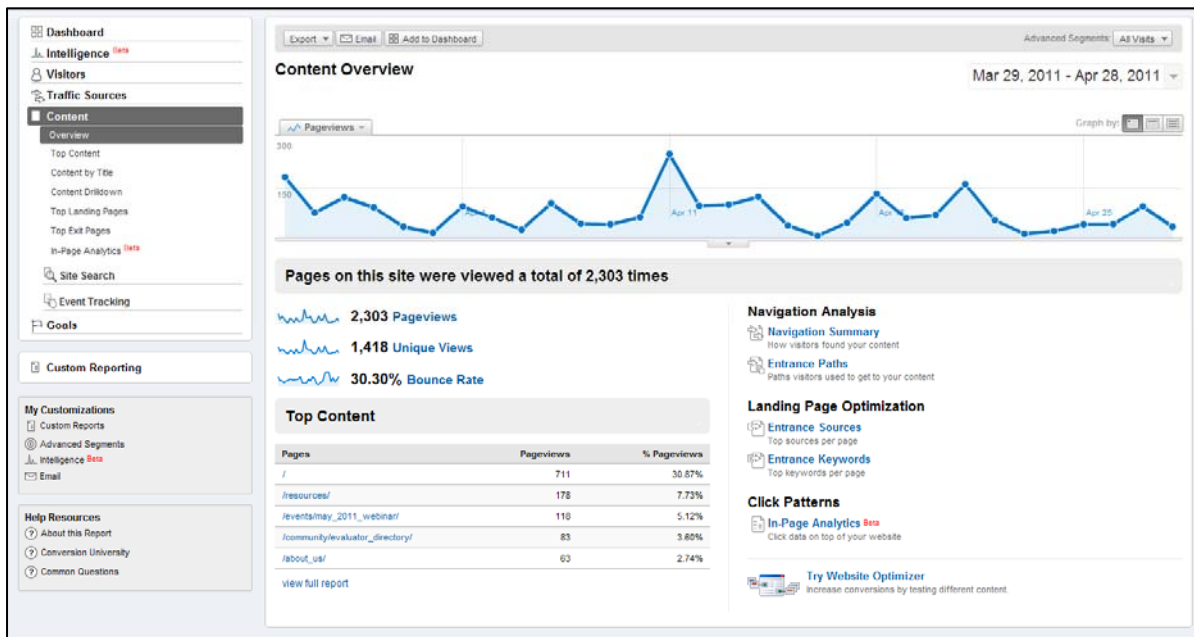 Dashboard
Intelligence Beta
Visitors
Traffic Sources
Content
Overview
Top Content
Content by Title
Content Drilldown
Top Landing Pages
Top Exit Pages
In-Page Analytics Beta
Site Search
Event Tracking
Goals
Custom Reporting
My Customizations
Custom Reports
Advanced Segments
Intelligence Beta
Email
Help Resources
? About this Report
? Conversion University
? Common Questions
Export Email Add to Dashboard
Advanced Segments: All Visits
Content Overview
Mar 29, 2011 - Apr 28, 2011
Pageviews
Graph by:
300
150
Apr 11
Apr 25
Pages on this site were viewed a total of 2,303 times
2,303 Pageviews
1,418 Unique Views
30.30% Bounce Rate
Top Content
Pages Pageviews % Pageviews
/ 711 30.87%
/resources/ 178 7.73%
/events/may_2011_webinar/ 118 5.12%
/community/evaluator_directory/ 83 3.60%
/about_us/ 63 2.74%
view full report
Navigation Analysis
Navigation Summary
How visitors found your content
Entrance Paths
Paths visitors used to get to your content
Landing Page Optimization
Entrance Sources
Top sources per page
Entrance Keywords
Top keywords per page
Click Patterns
In-Page Analytics Beta
Click data on top of your website
Try Website Optimizer
Increase conversions by testing different content